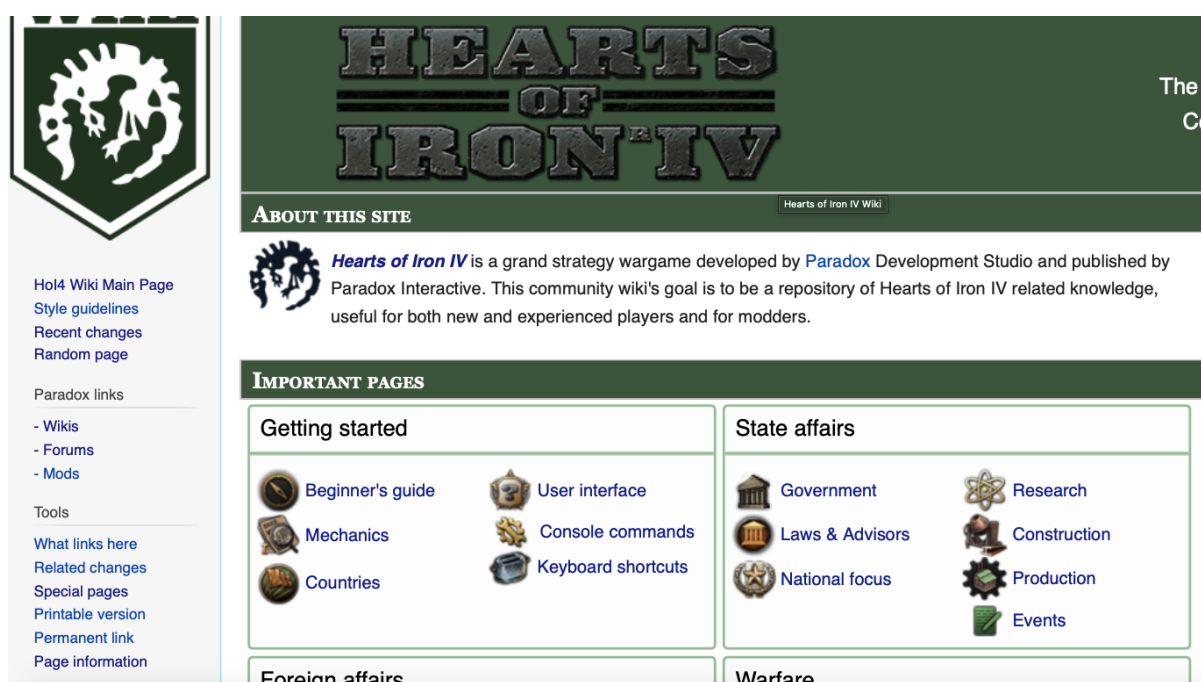 HEARTS
OF
IRON IV
The
About this site
Hearts of Iron IV Wiki
Hearts of Iron IV is a grand strategy wargame developed by Paradox Development Studio and published by
Paradox Interactive. This community wiki's goal is to be a repository of Hearts of Iron IV related knowledge,
useful for both new and experienced players and for modders.
HoI4 Wiki Main Page
Style guidelines
Recent changes
Random page
Paradox links
- Wikis
- Forums
- Mods
Tools
What links here
Related changes
Special pages
Printable version
Permanent link
Page information
Important pages
Getting started
Beginner's guide
User interface
Mechanics
Console commands
Countries
Keyboard shortcuts
State affairs
Government
Research
Laws & Advisors
Construction
National focus
Production
Events
Foreign affairs
Warfare